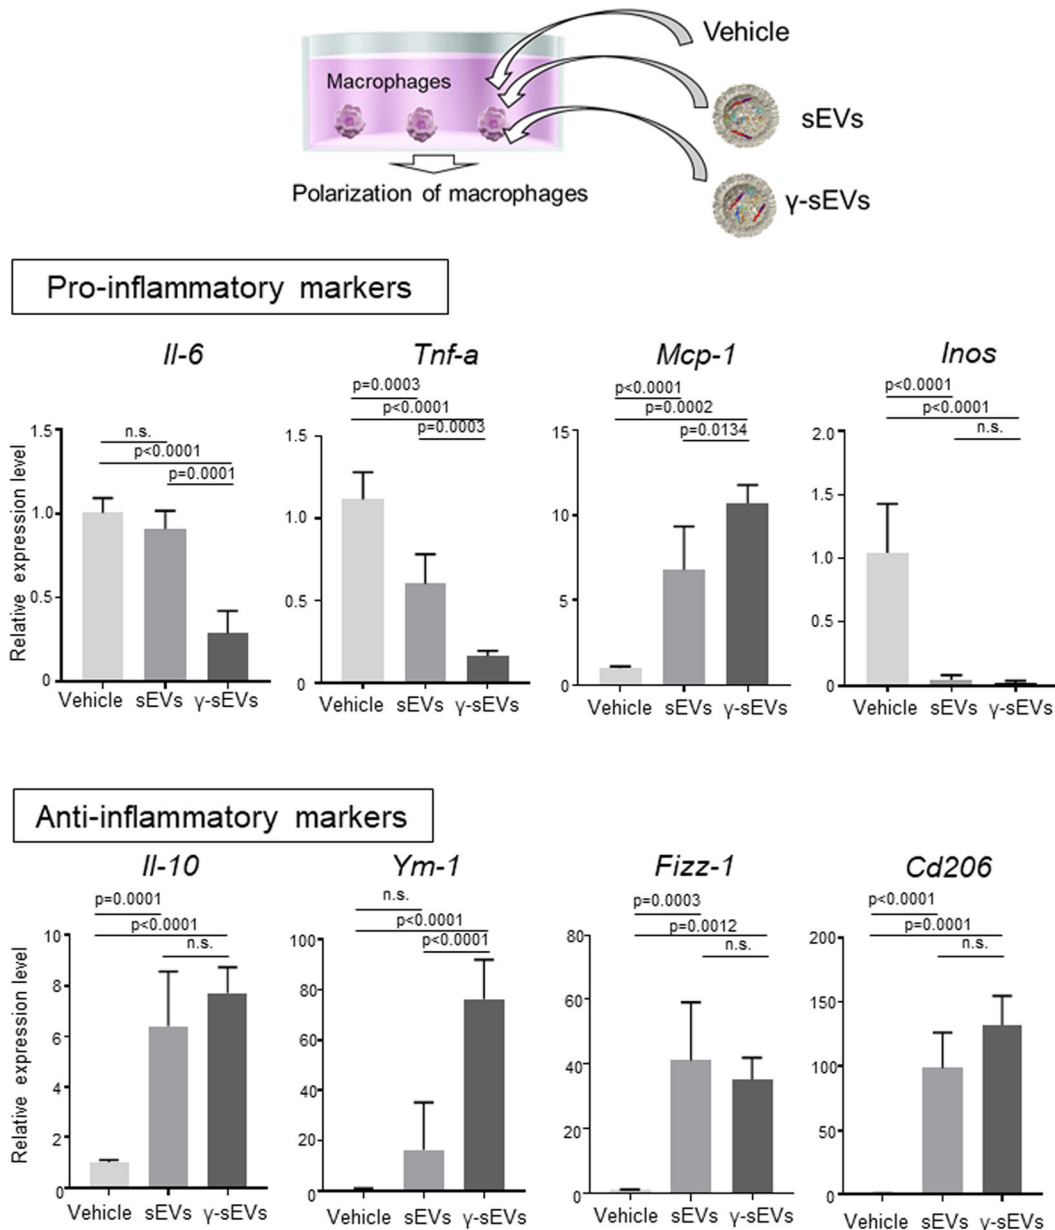 Vehicle
Macrophages
sEVs
Polarization of macrophages
γ-sEVs
Pro-inflammatory markers
Il-6
Tnf-a
Mcp-1
Inos
p=0.0003
p<0.0001
p<0.0001
p<0.0001
p=0.0002
p<0.0001
n.s.
p<0.0001
p=0.0001
p=0.0003
p=0.0134
n.s.
Relative expression level
1.5
1.0
0.5
0
Vehicle sEVs γ-sEVs
1.5
1.0
0.5
0
Vehicle sEVs γ-sEVs
15
10
5
0
Vehicle sEVs γ-sEVs
2.0
1.5
1.0
0.5
0
Vehicle sEVs γ-sEVs
Anti-inflammatory markers
Il-10
Ym-1
Fizz-1
Cd206
p=0.0001
p<0.0001
n.s.
n.s.
p<0.0001
p<0.0001
p=0.0003
p=0.0012
n.s.
p<0.0001
p=0.0001
n.s.
Relative expression level
10
8
6
4
2
0
Vehicle sEVs γ-sEVs
100
80
60
40
20
0
Vehicle sEVs γ-sEVs
80
60
40
20
0
Vehicle sEVs γ-sEVs
200
150
100
50
0
Vehicle sEVs γ-sEVs